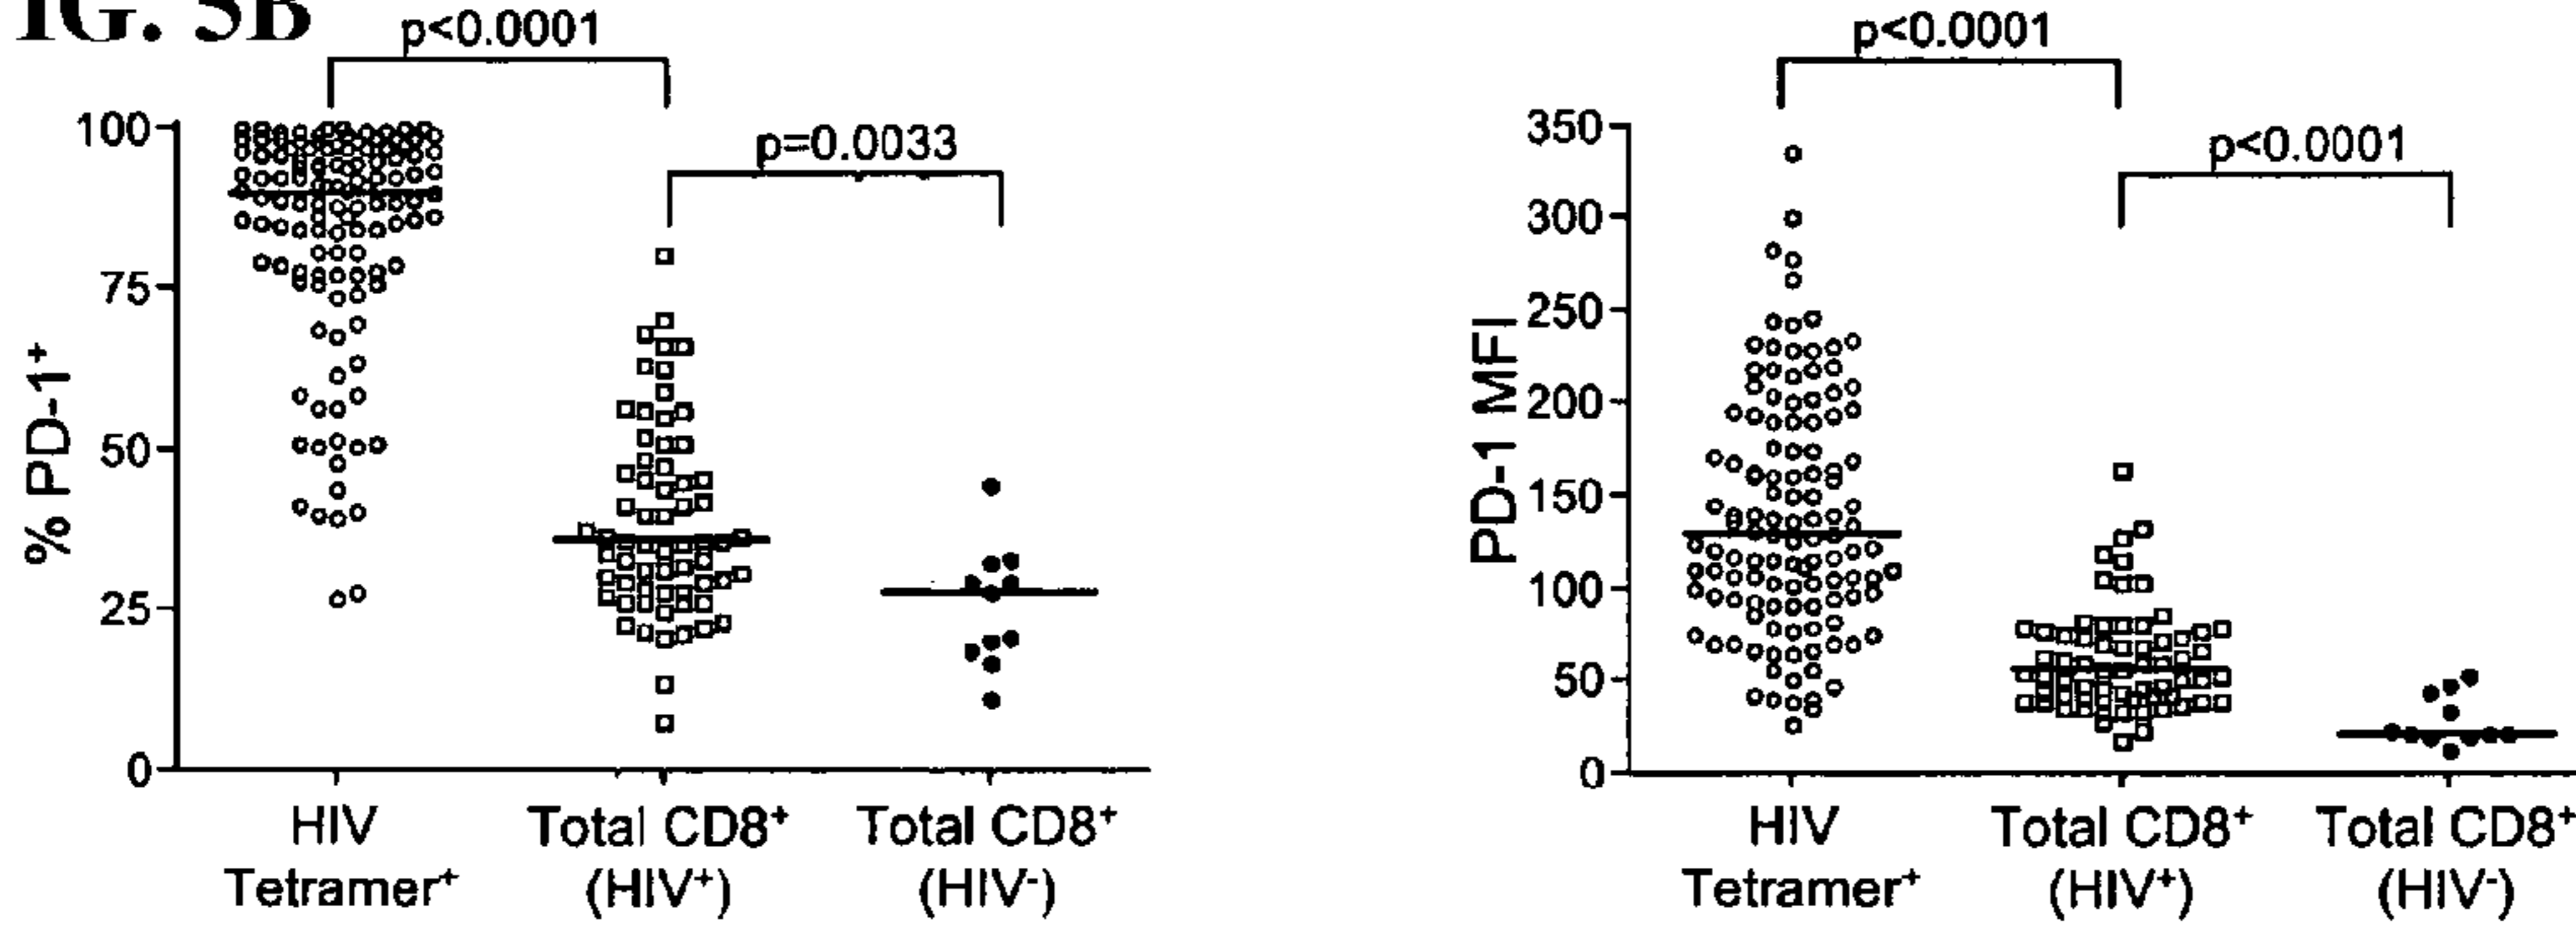 IG. 5B
p<0.0001
p=0.0033
% PD-1⁺
100
75
50
25
0
HIV
Tetramer⁺
Total CD8⁺
(HIV⁺)
Total CD8⁺
(HIV⁻)
p<0.0001
p<0.0001
PD-1 MFI
350
300
250
200
150
100
50
0
HIV
Tetramer⁺
Total CD8⁺
(HIV⁺)
Total CD8⁺
(HIV⁻)